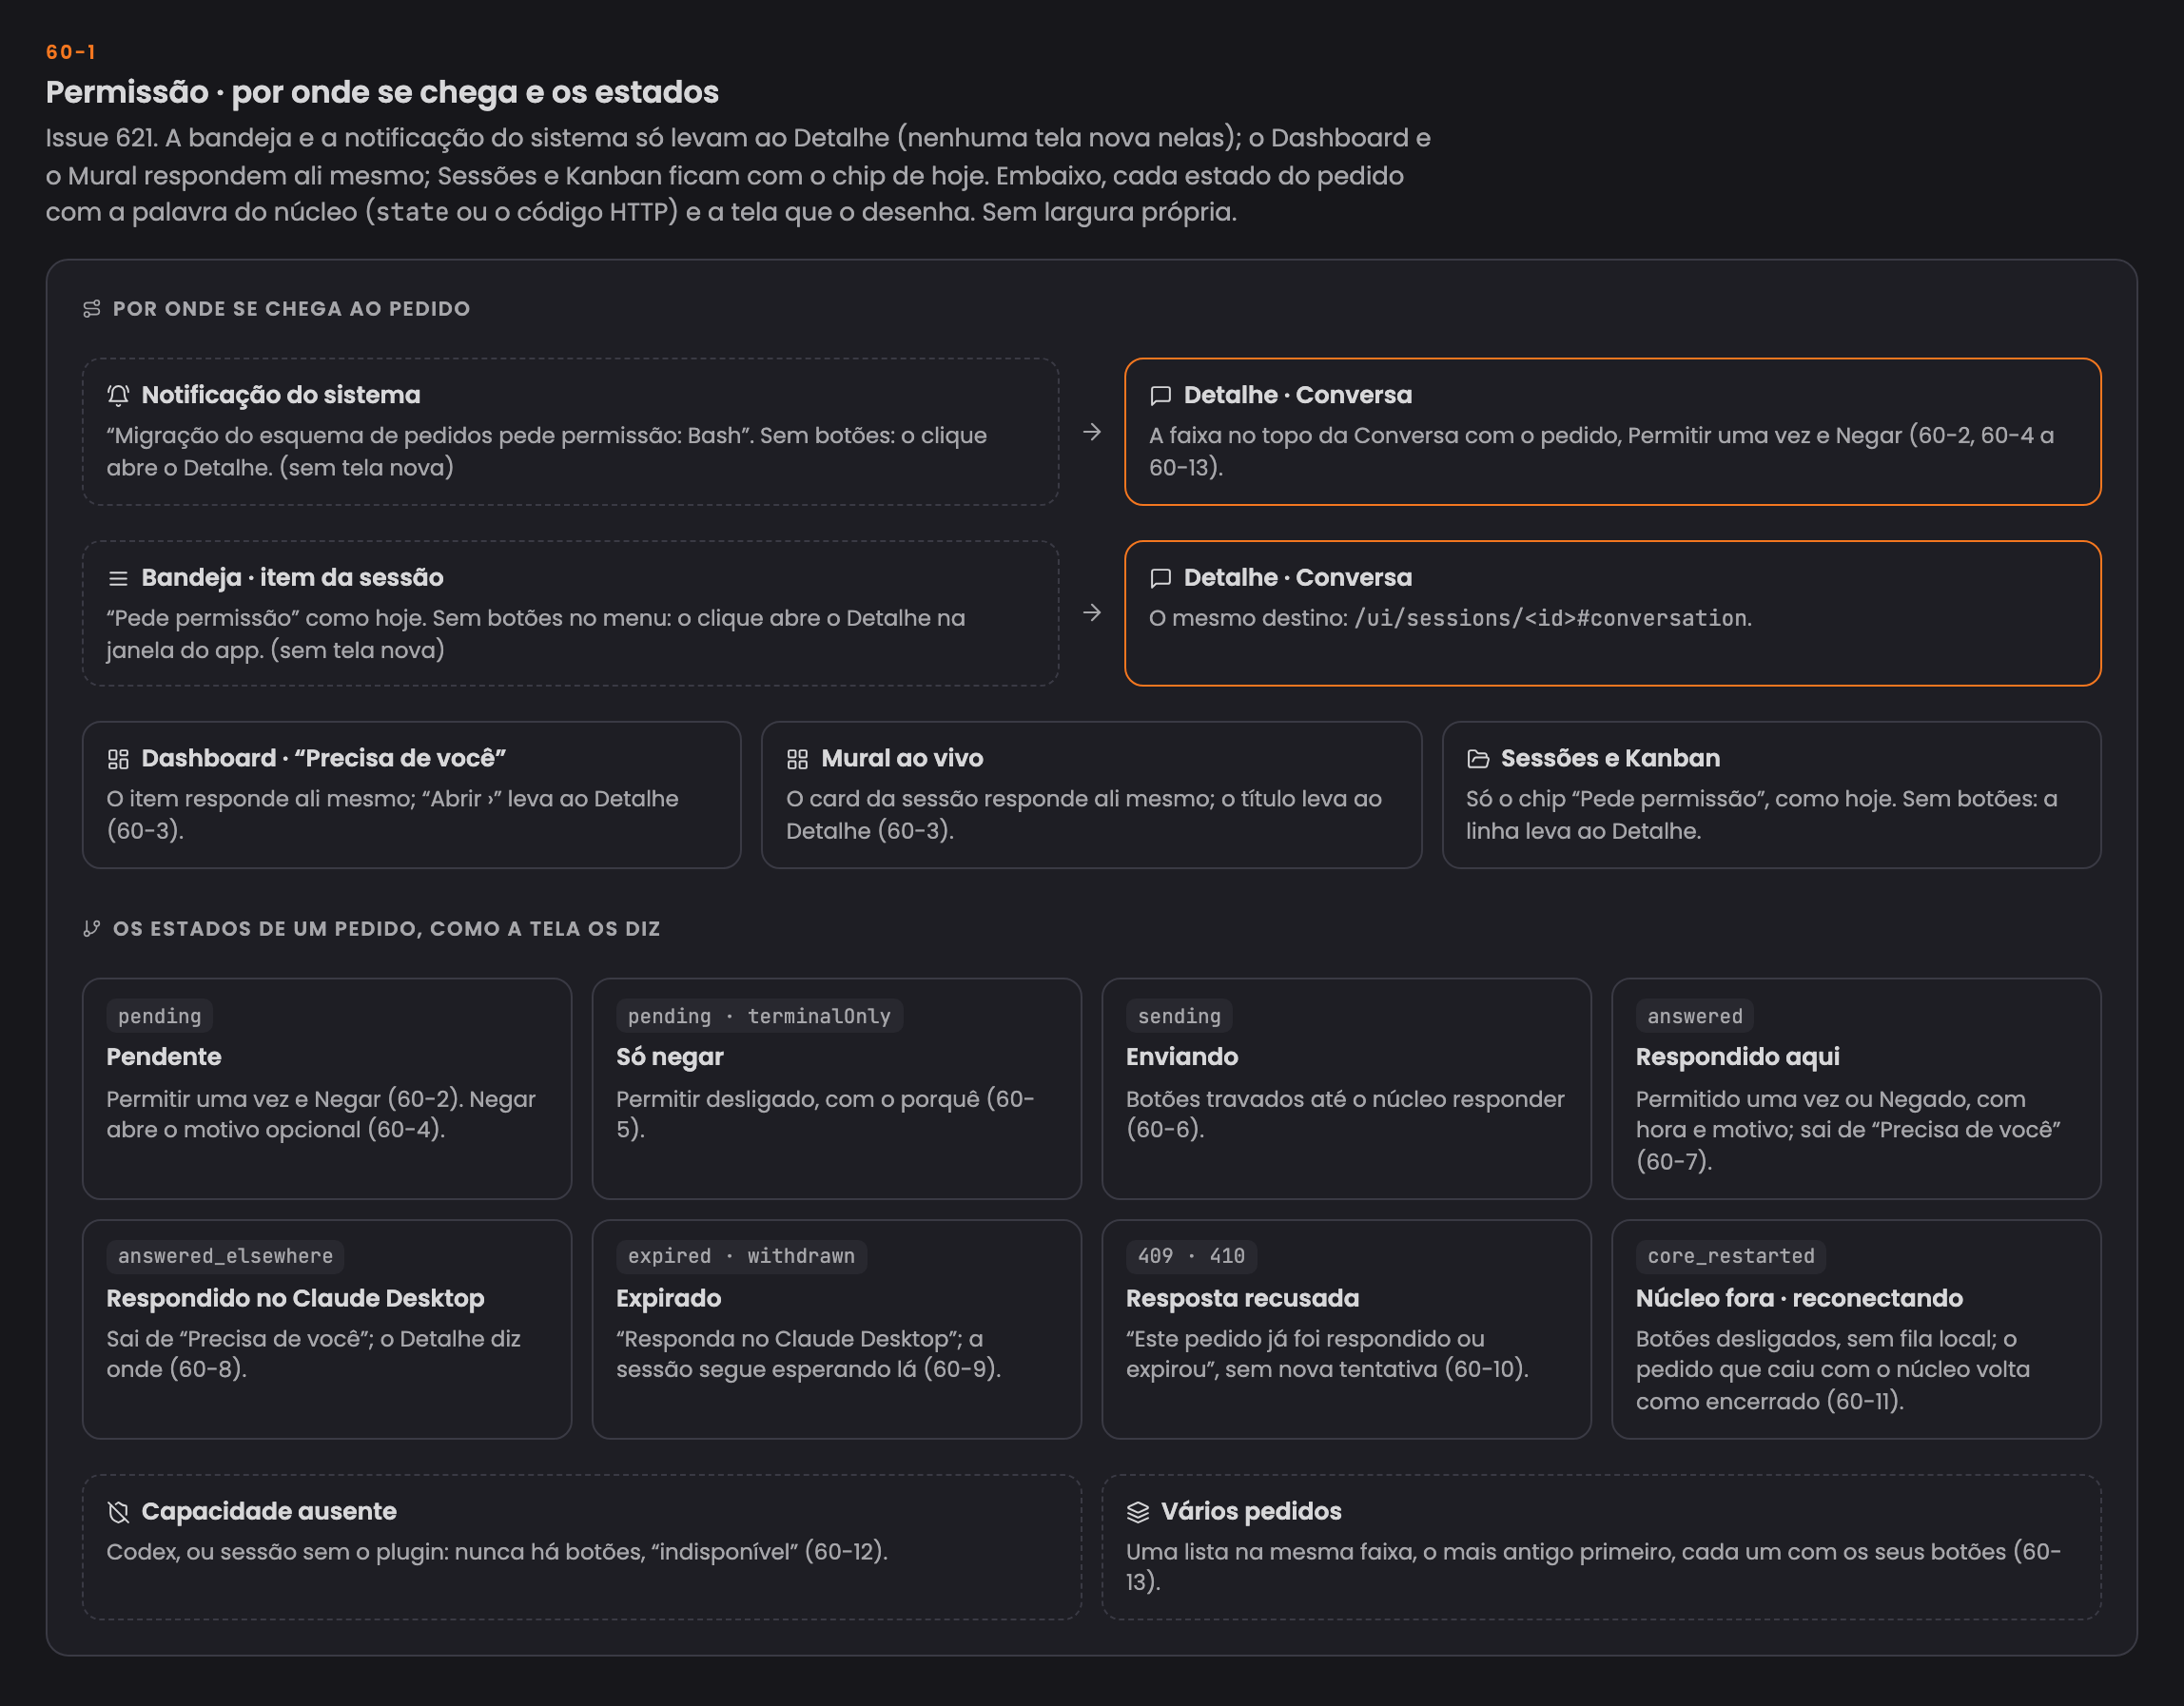 60-1
Permissão · por onde se chega e os estados
Issue 621. A bandeja e a notificação do sistema só levam ao Detalhe (nenhuma tela nova nelas); o Dashboard e
o Mural respondem ali mesmo; Sessões e Kanban ficam com o chip de hoje. Embaixo, cada estado do pedido
com a palavra do núcleo (state ou o código HTTP) e a tela que o desenha. Sem largura própria.
POR ONDE SE CHEGA AO PEDIDO
Notificação do sistema
“Migração do esquema de pedidos pede permissão: Bash”. Sem botões: o clique
abre o Detalhe. (sem tela nova)
→
Detalhe · Conversa
A faixa no topo da Conversa com o pedido, Permitir uma vez e Negar (60-2, 60-4 a
60-13).
Bandeja · item da sessão
“Pede permissão” como hoje. Sem botões no menu: o clique abre o Detalhe na
janela do app. (sem tela nova)
→
Detalhe · Conversa
O mesmo destino: /ui/sessions/<id>#conversation.
Dashboard · “Precisa de você”
O item responde ali mesmo; “Abrir ›” leva ao Detalhe
(60-3).
Mural ao vivo
O card da sessão responde ali mesmo; o título leva ao
Detalhe (60-3).
Sessões e Kanban
Só o chip “Pede permissão”, como hoje. Sem botões: a
linha leva ao Detalhe.
OS ESTADOS DE UM PEDIDO, COMO A TELA OS DIZ
pending
Pendente
Permitir uma vez e Negar (60-2). Negar
abre o motivo opcional (60-4).
pending · terminalOnly
Só negar
Permitir desligado, com o porquê (60-
5).
sending
Enviando
Botões travados até o núcleo responder
(60-6).
answered
Respondido aqui
Permitido uma vez ou Negado, com
hora e motivo; sai de “Precisa de você”
(60-7).
answered_elsewhere
Respondido no Claude Desktop
Sai de “Precisa de você”; o Detalhe diz
onde (60-8).
expired · withdrawn
Expirado
“Responda no Claude Desktop”; a
sessão segue esperando lá (60-9).
409 · 410
Resposta recusada
“Este pedido já foi respondido ou
expirou”, sem nova tentativa (60-10).
core_restarted
Núcleo fora · reconectando
Botões desligados, sem fila local; o
pedido que caiu com o núcleo volta
como encerrado (60-11).
Capacidade ausente
Codex, ou sessão sem o plugin: nunca há botões, “indisponível” (60-12).
Vários pedidos
Uma lista na mesma faixa, o mais antigo primeiro, cada um com os seus botões (60-
13).